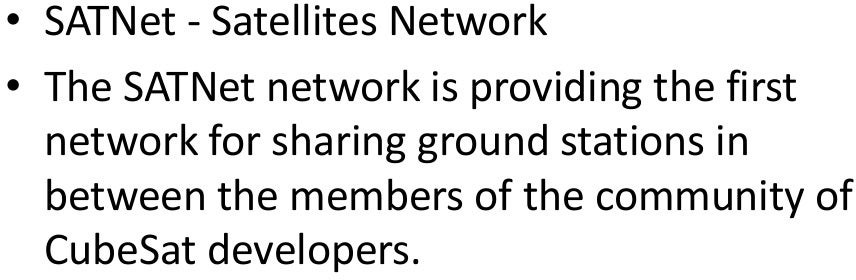 • SATNet - Satellites Network
• The SATNet network is providing the first
network for sharing ground stations in
between the members of the community of
CubeSat developers.